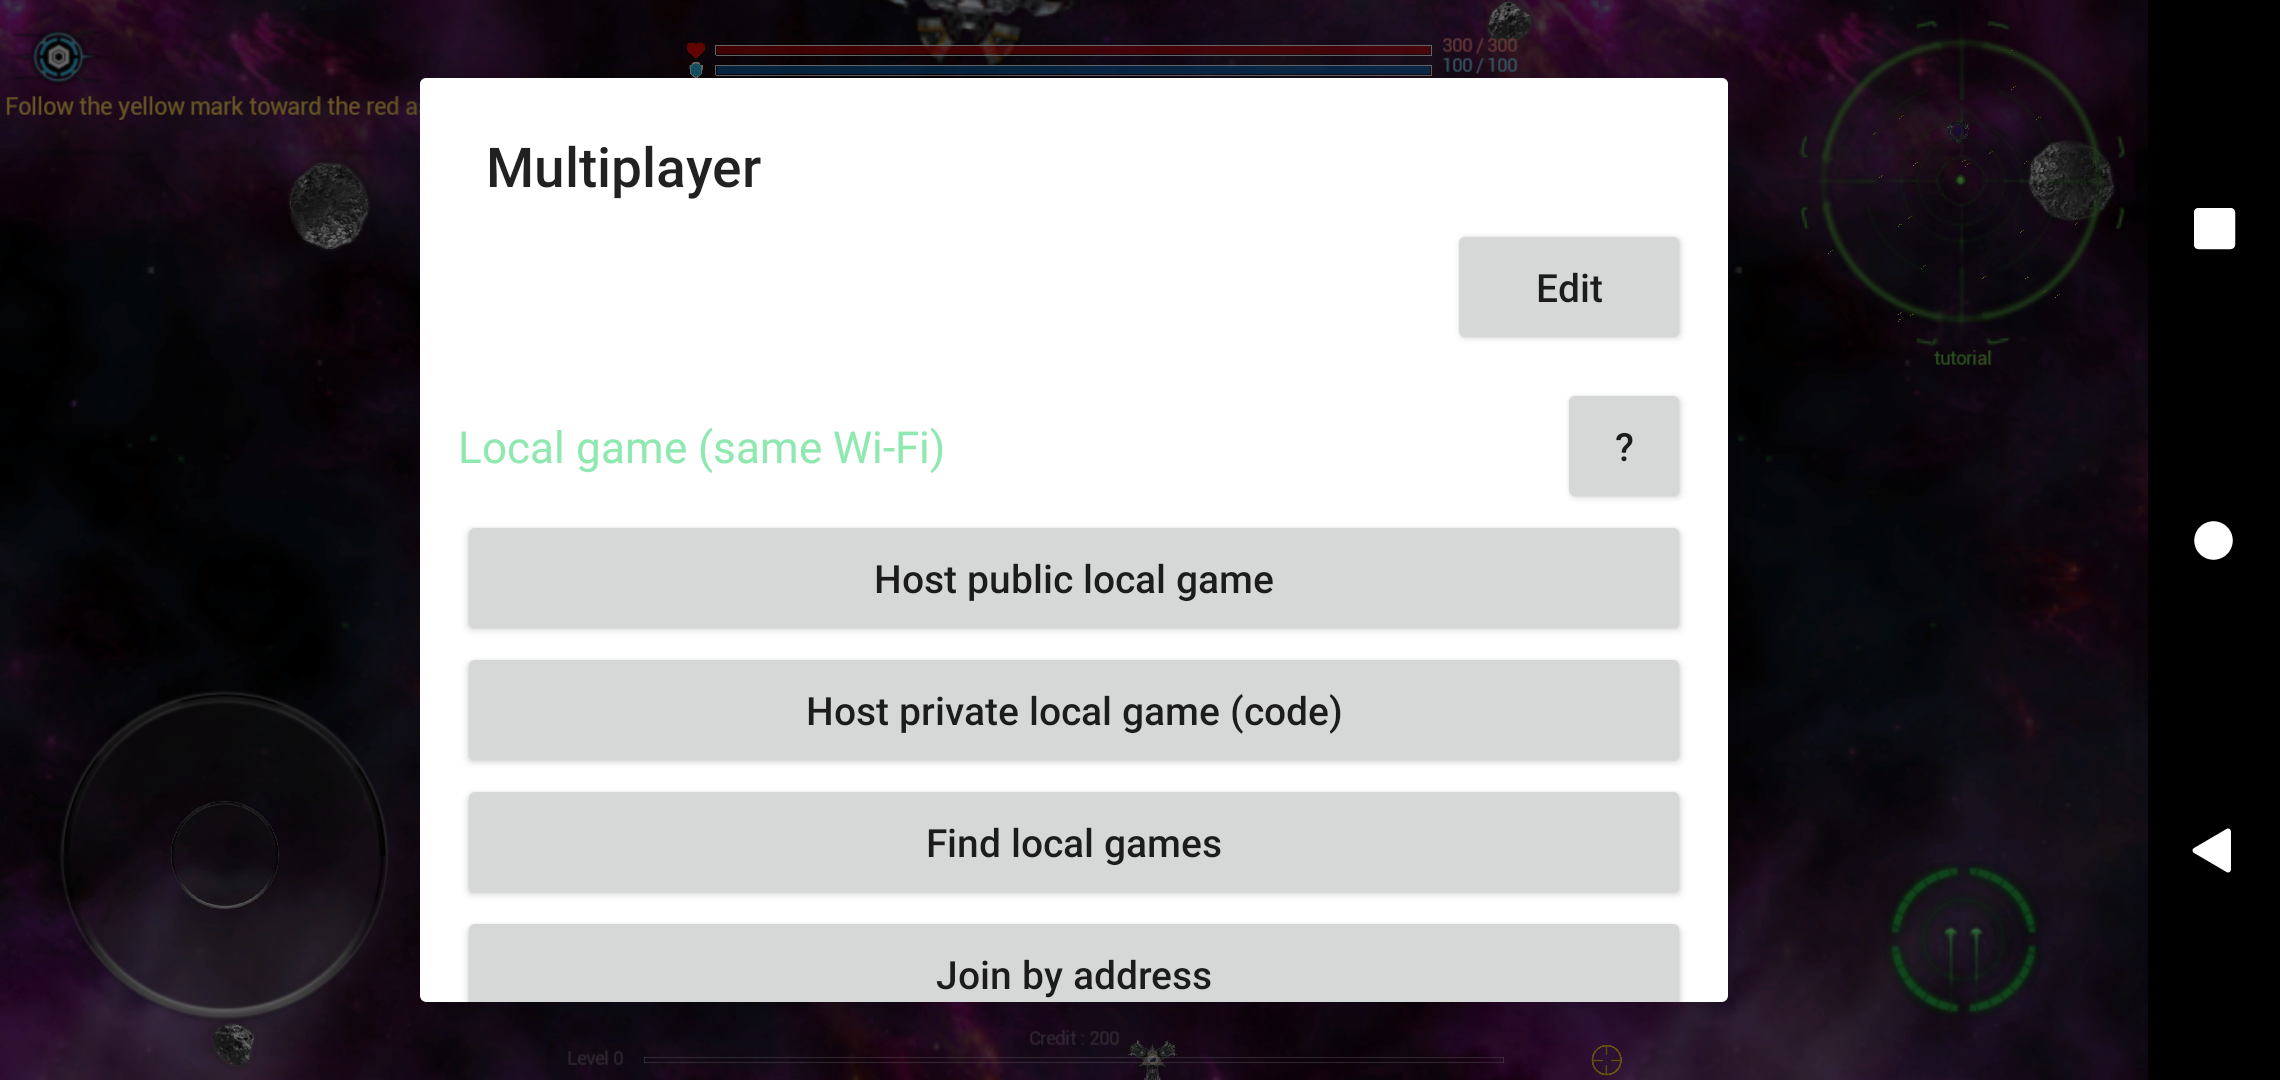 300 / 300
100 / 100
Follow the yellow mark toward the red a
Multiplayer
Edit
Local game (same Wi-Fi)
?
tutorial
Host public local game
Host private local game (code)
Find local games
Join by address
Credit : 200
Level 0